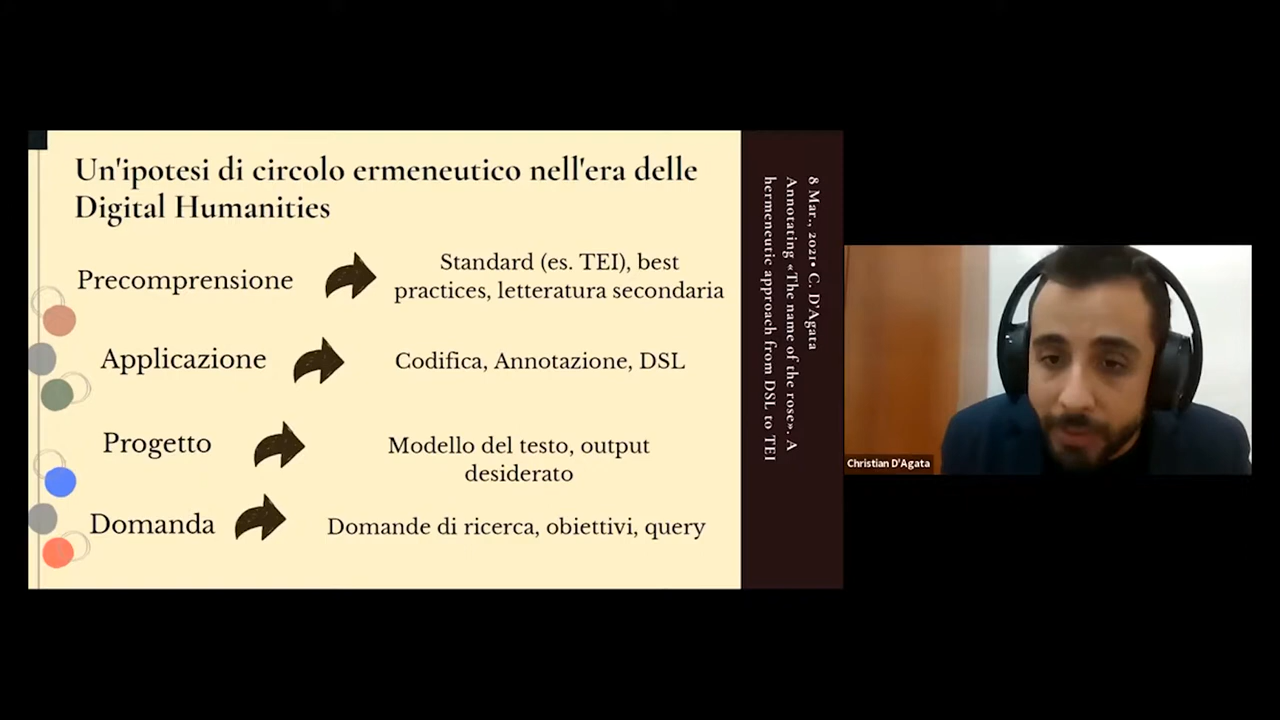 Un'ipotesi di circolo ermeneutico nell'era delle
Digital Humanities
Precomprensione
Standard (es. TEI), best
practices, letteratura secondaria
Applicazione
Codifica, Annotazione, DSL
Progetto
Modello del testo, output
desiderato
Domanda
Domande di ricerca, obiettivi, query
8 Mar., 2021• C. D'Agata
Annotating «The name of the rose». A
hermeneutic approach from DSL to TEI
Christian D'Agata